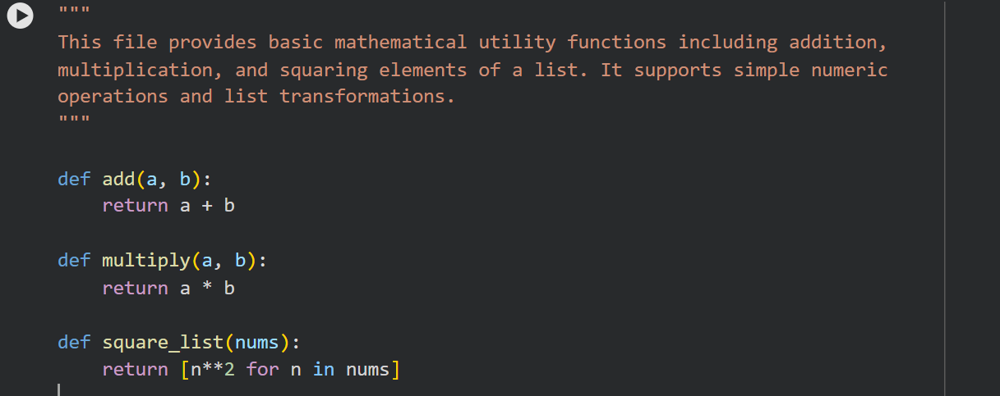 """
This file provides basic mathematical utility functions including addition,
multiplication, and squaring elements of a list. It supports simple numeric
operations and list transformations.
"""

def add(a, b):
    return a + b

def multiply(a, b):
    return a * b

def square_list(nums):
    return [n**2 for n in nums]